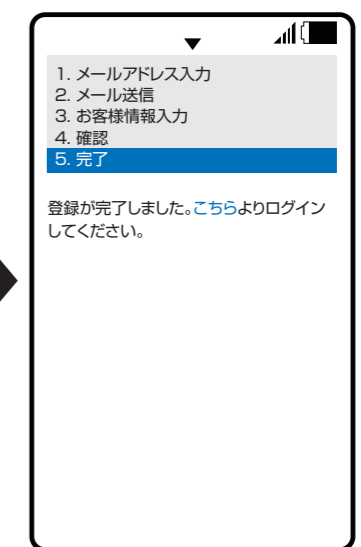 1. メールアドレス入力
2. メール送信
3. お客様情報入力
4. 確認
5. 完了
登録が完了しました。こちらよりログイン
してください。